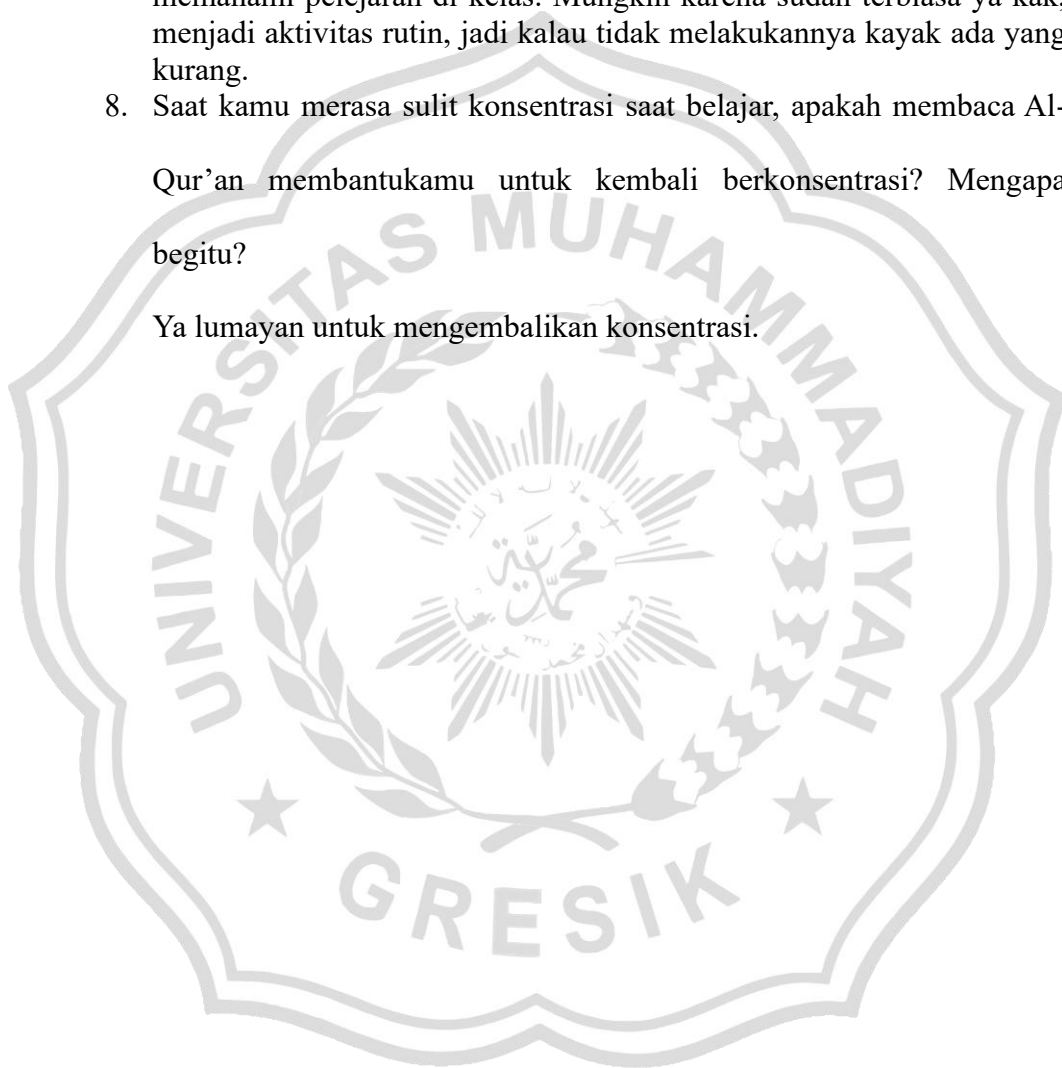 memahami pelejaran di kelas. Mungkin karena sudah terbiasa ya kak,
menjadi aktivitas rutin, jadi kalau tidak melakukannya kayak ada yang
kurang.
8. Saat kamu merasa sulit konsentrasi saat belajar, apakah membaca Al-
Qur’an membantukamu untuk kembali berkonsentrasi? Mengapa
begitu?
Ya lumayan untuk mengembalikan konsentrasi.
UNIVERSITAS MUHAMMADIYAH
GRESIK